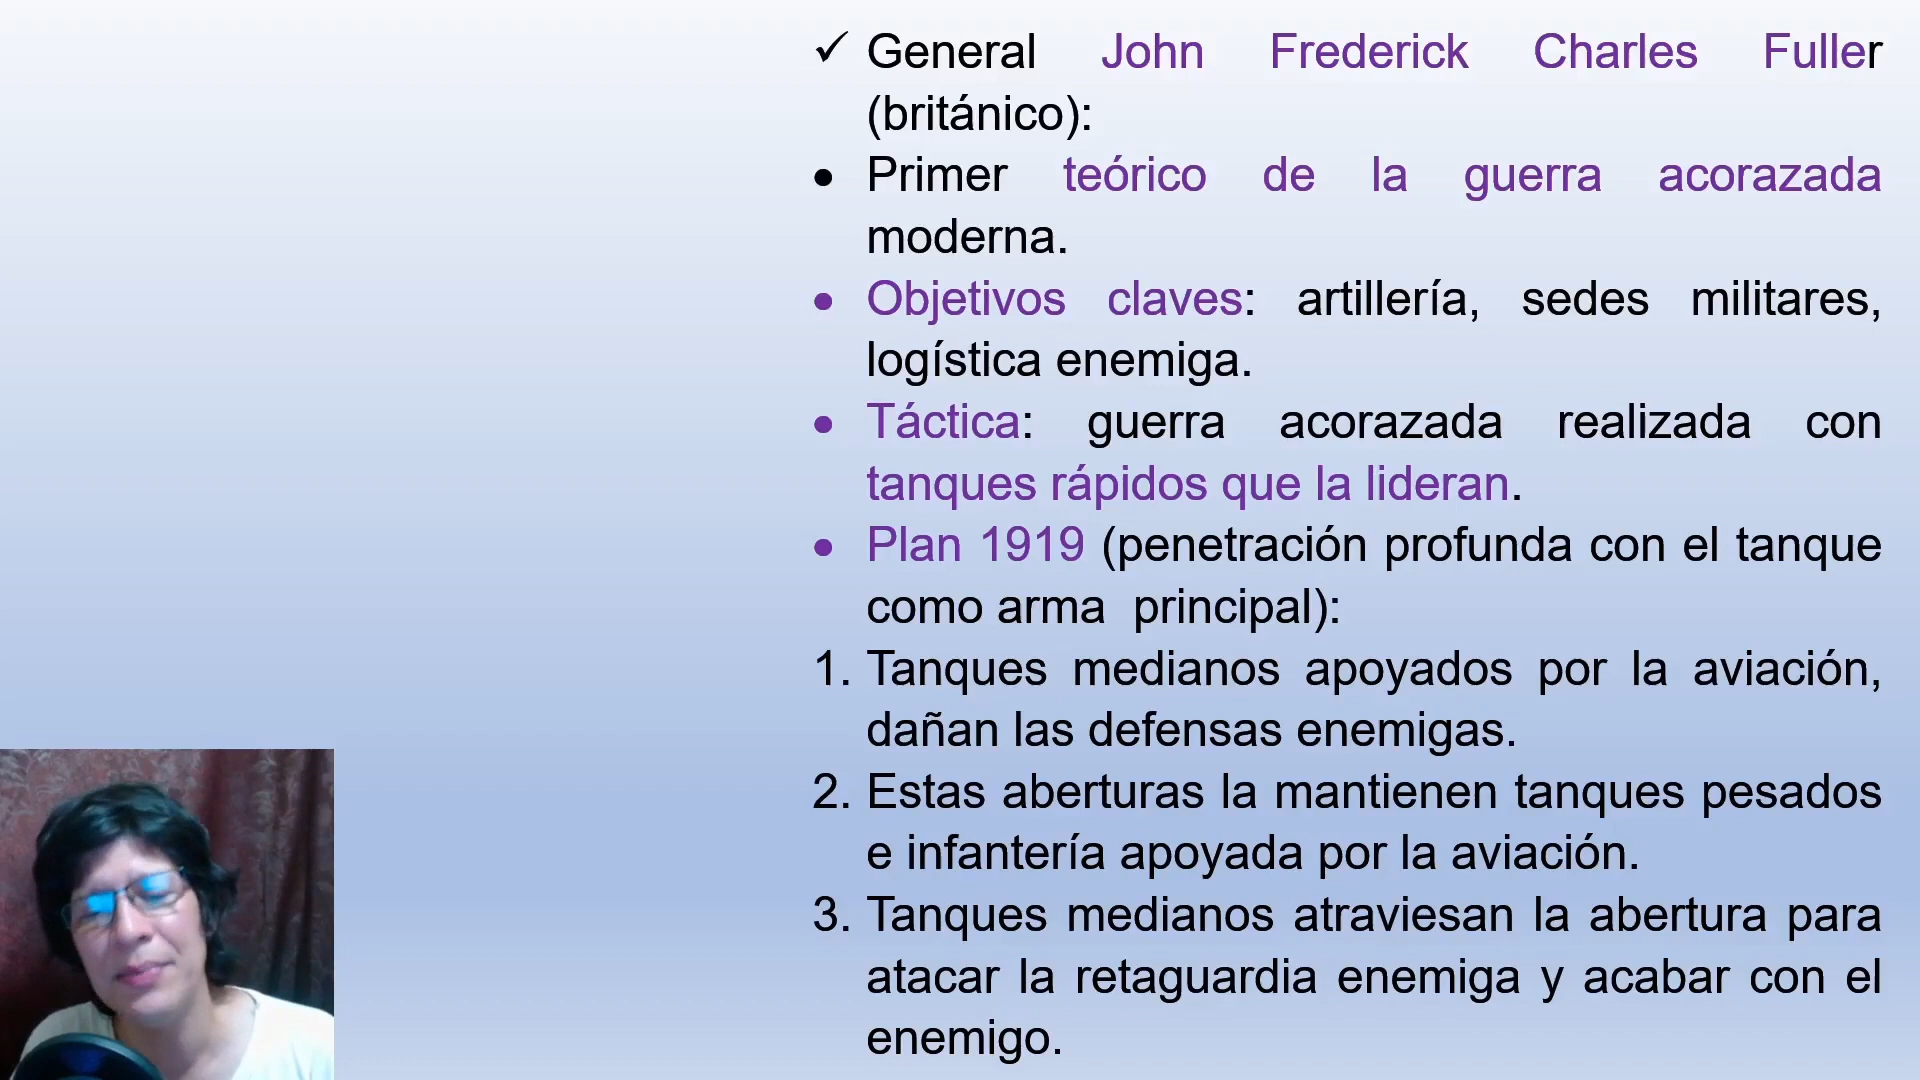 ✓ General John Frederick Charles Fuller
(británico):
• Primer teórico de la guerra acorazada
moderna.
• Objetivos claves: artillería, sedes militares,
logística enemiga.
• Táctica: guerra acorazada realizada con
tanques rápidos que la lideran.
• Plan 1919 (penetración profunda con el tanque
como arma  principal):
1. Tanques medianos apoyados por la aviación,
dañan las defensas enemigas.
2. Estas aberturas la mantienen tanques pesados
e infantería apoyada por la aviación.
3. Tanques medianos atraviesan la abertura para
atacar la retaguardia enemiga y acabar con el
enemigo.